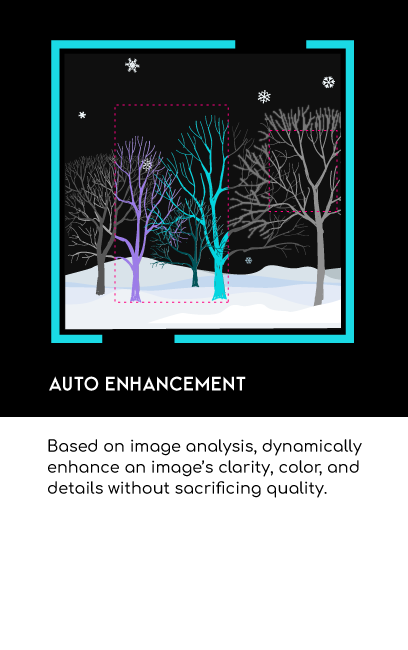 AUTO ENHANCEMENT
Based on image analysis, dynamically
enhance an image's clarity, color, and
details without sacrificing quality.